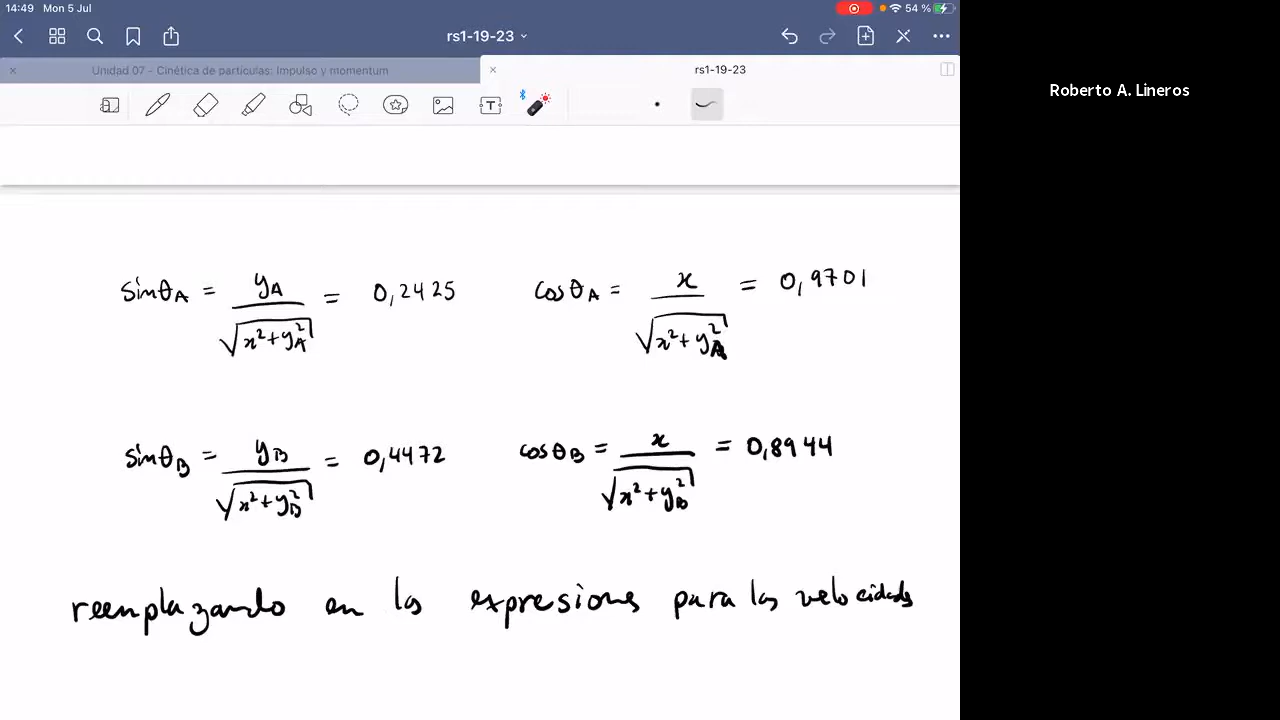 14:49 Mon 5 Jul
54 %
rs1-19-23
Unidad 07 - Cinética de partículas: Impulso y momentum
rs1-19-23
T
Roberto A. Lineros
sinθA = yA / √(x² + yA²) = 0,2425
cosθA = x / √(x² + yA²) = 0,9701
sinθB = yB / √(x² + yB²) = 0,4472
cosθB = x / √(x² + yB²) = 0,8944
reemplazando en las expresiones para las velocidades